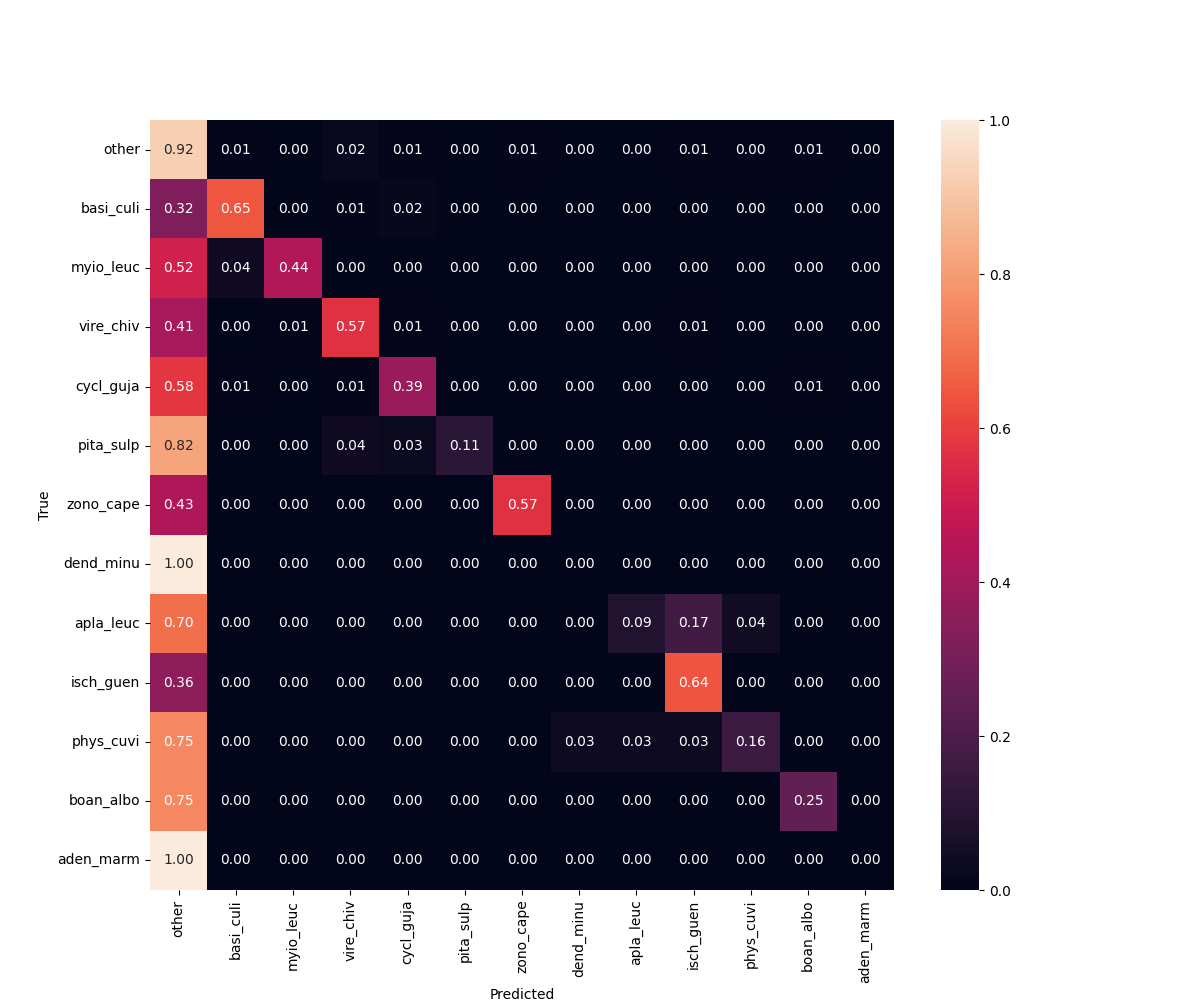 other 0.92 0.01 0.00 0.02 0.01 0.00 0.01 0.00 0.00 0.01 0.00 0.01 0.00
basi_culi 0.32 0.65 0.00 0.01 0.02 0.00 0.00 0.00 0.00 0.00 0.00 0.00 0.00
myio_leuc 0.52 0.04 0.44 0.00 0.00 0.00 0.00 0.00 0.00 0.00 0.00 0.00 0.00
vire_chiv 0.41 0.00 0.01 0.57 0.01 0.00 0.00 0.00 0.00 0.01 0.00 0.00 0.00
cycl_guja 0.58 0.01 0.00 0.01 0.39 0.00 0.00 0.00 0.00 0.00 0.00 0.01 0.00
pita_sulp 0.82 0.00 0.00 0.04 0.03 0.11 0.00 0.00 0.00 0.00 0.00 0.00 0.00
zono_cape 0.43 0.00 0.00 0.00 0.00 0.00 0.57 0.00 0.00 0.00 0.00 0.00 0.00
dend_minu 1.00 0.00 0.00 0.00 0.00 0.00 0.00 0.00 0.00 0.00 0.00 0.00 0.00
apla_leuc 0.70 0.00 0.00 0.00 0.00 0.00 0.00 0.00 0.09 0.17 0.04 0.00 0.00
isch_guen 0.36 0.00 0.00 0.00 0.00 0.00 0.00 0.00 0.00 0.64 0.00 0.00 0.00
phys_cuvi 0.75 0.00 0.00 0.00 0.00 0.00 0.00 0.03 0.03 0.03 0.16 0.00 0.00
boan_albo 0.75 0.00 0.00 0.00 0.00 0.00 0.00 0.00 0.00 0.00 0.00 0.25 0.00
aden_marm 1.00 0.00 0.00 0.00 0.00 0.00 0.00 0.00 0.00 0.00 0.00 0.00 0.00
True
other
basi_culi
myio_leuc
vire_chiv
cycl_guja
pita_sulp
zono_cape
dend_minu
apla_leuc
isch_guen
phys_cuvi
boan_albo
aden_marm
Predicted
1.0
0.8
0.6
0.4
0.2
0.0